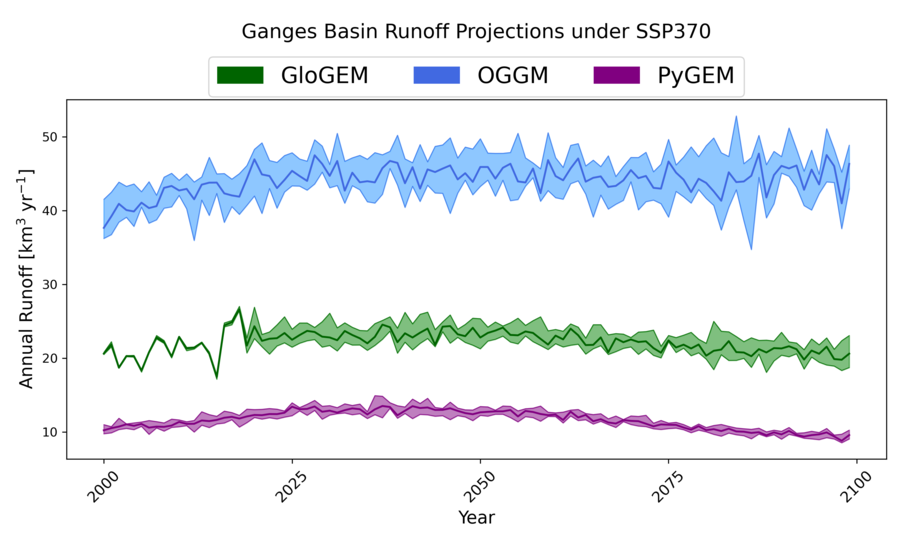 Ganges Basin Runoff Projections under SSP370
GloGEM OGGM PyGEM
Annual Runoff [km³ yr⁻¹]
50
40
30
20
10
2000 2025 2050 2075 2100
Year